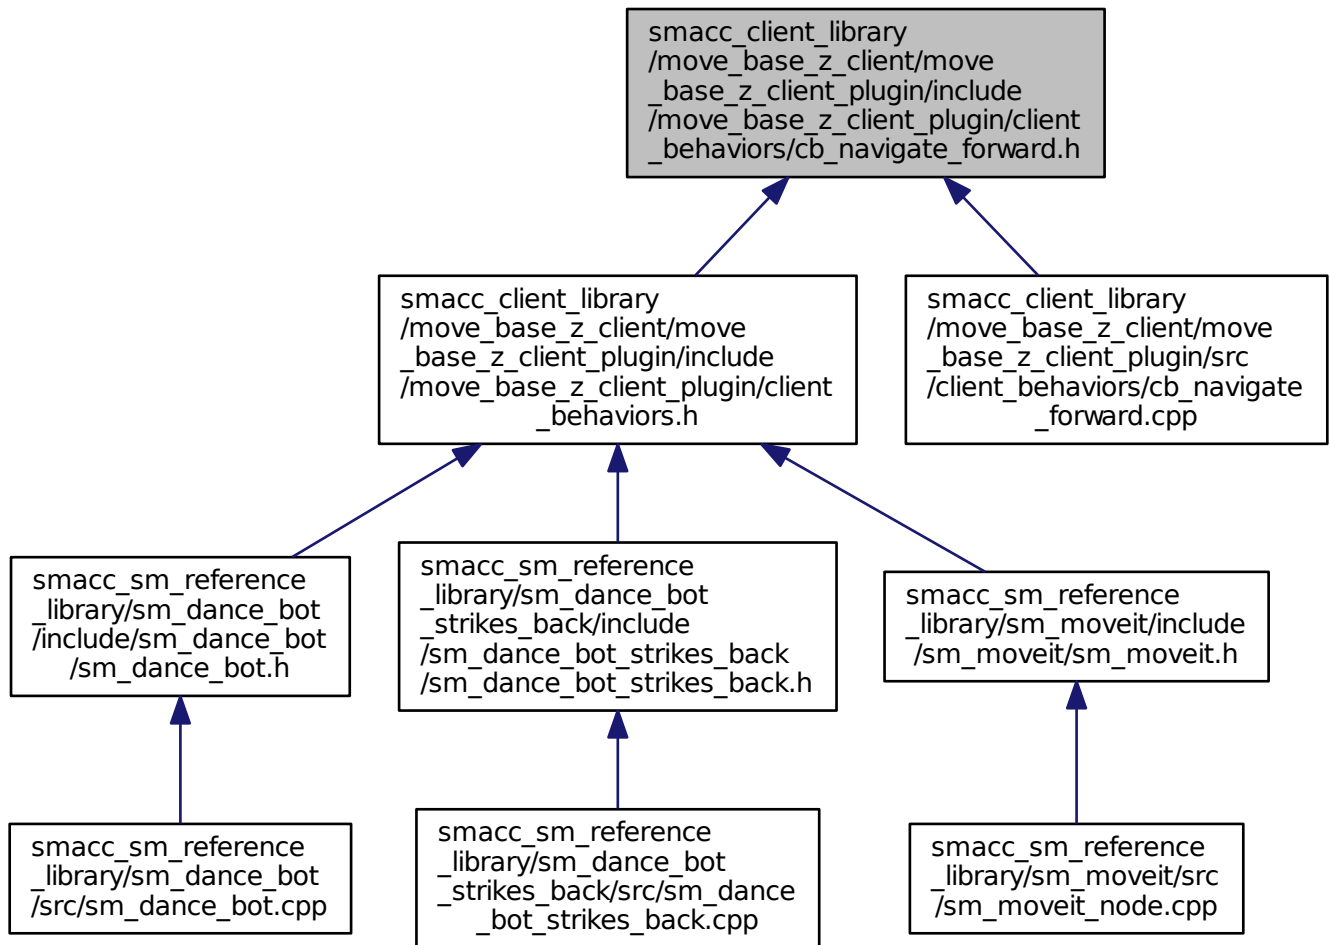 smacc_client_library
/move_base_z_client/move
_base_z_client_plugin/include
/move_base_z_client_plugin/client
_behaviors/cb_navigate_forward.h
smacc_client_library
/move_base_z_client/move
_base_z_client_plugin/include
/move_base_z_client_plugin/client
_behaviors.h
smacc_client_library
/move_base_z_client/move
_base_z_client_plugin/src
/client_behaviors/cb_navigate
_forward.cpp
smacc_sm_reference
_library/sm_dance_bot
/include/sm_dance_bot
/sm_dance_bot.h
smacc_sm_reference
_library/sm_dance_bot
_strikes_back/include
/sm_dance_bot_strikes_back
/sm_dance_bot_strikes_back.h
smacc_sm_reference
_library/sm_moveit/include
/sm_moveit/sm_moveit.h
smacc_sm_reference
_library/sm_dance_bot
/src/sm_dance_bot.cpp
smacc_sm_reference
_library/sm_dance_bot
_strikes_back/src/sm_dance
_bot_strikes_back.cpp
smacc_sm_reference
_library/sm_moveit/src
/sm_moveit_node.cpp